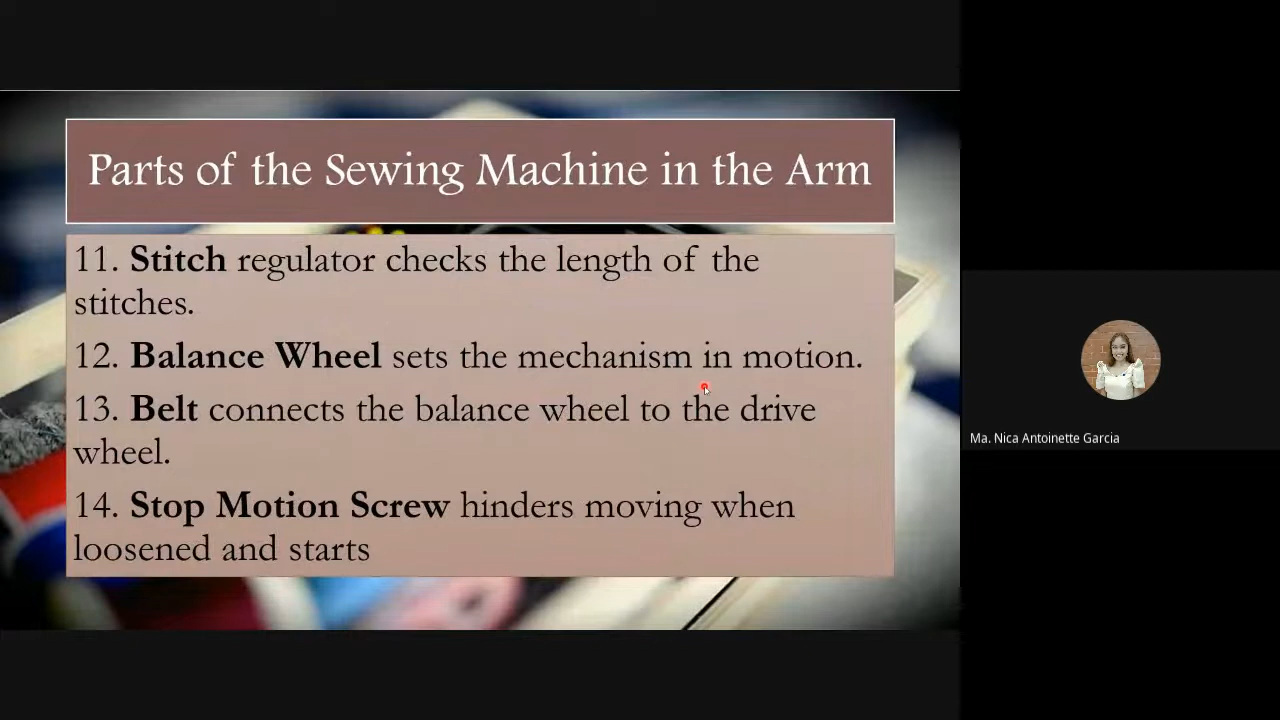 Parts of the Sewing Machine in the Arm
11. Stitch regulator checks the length of the
stitches.
12. Balance Wheel sets the mechanism in motion.
13. Belt connects the balance wheel to the drive
wheel.
14. Stop Motion Screw hinders moving when
loosened and starts
Ma. Nica Antoinette Garcia